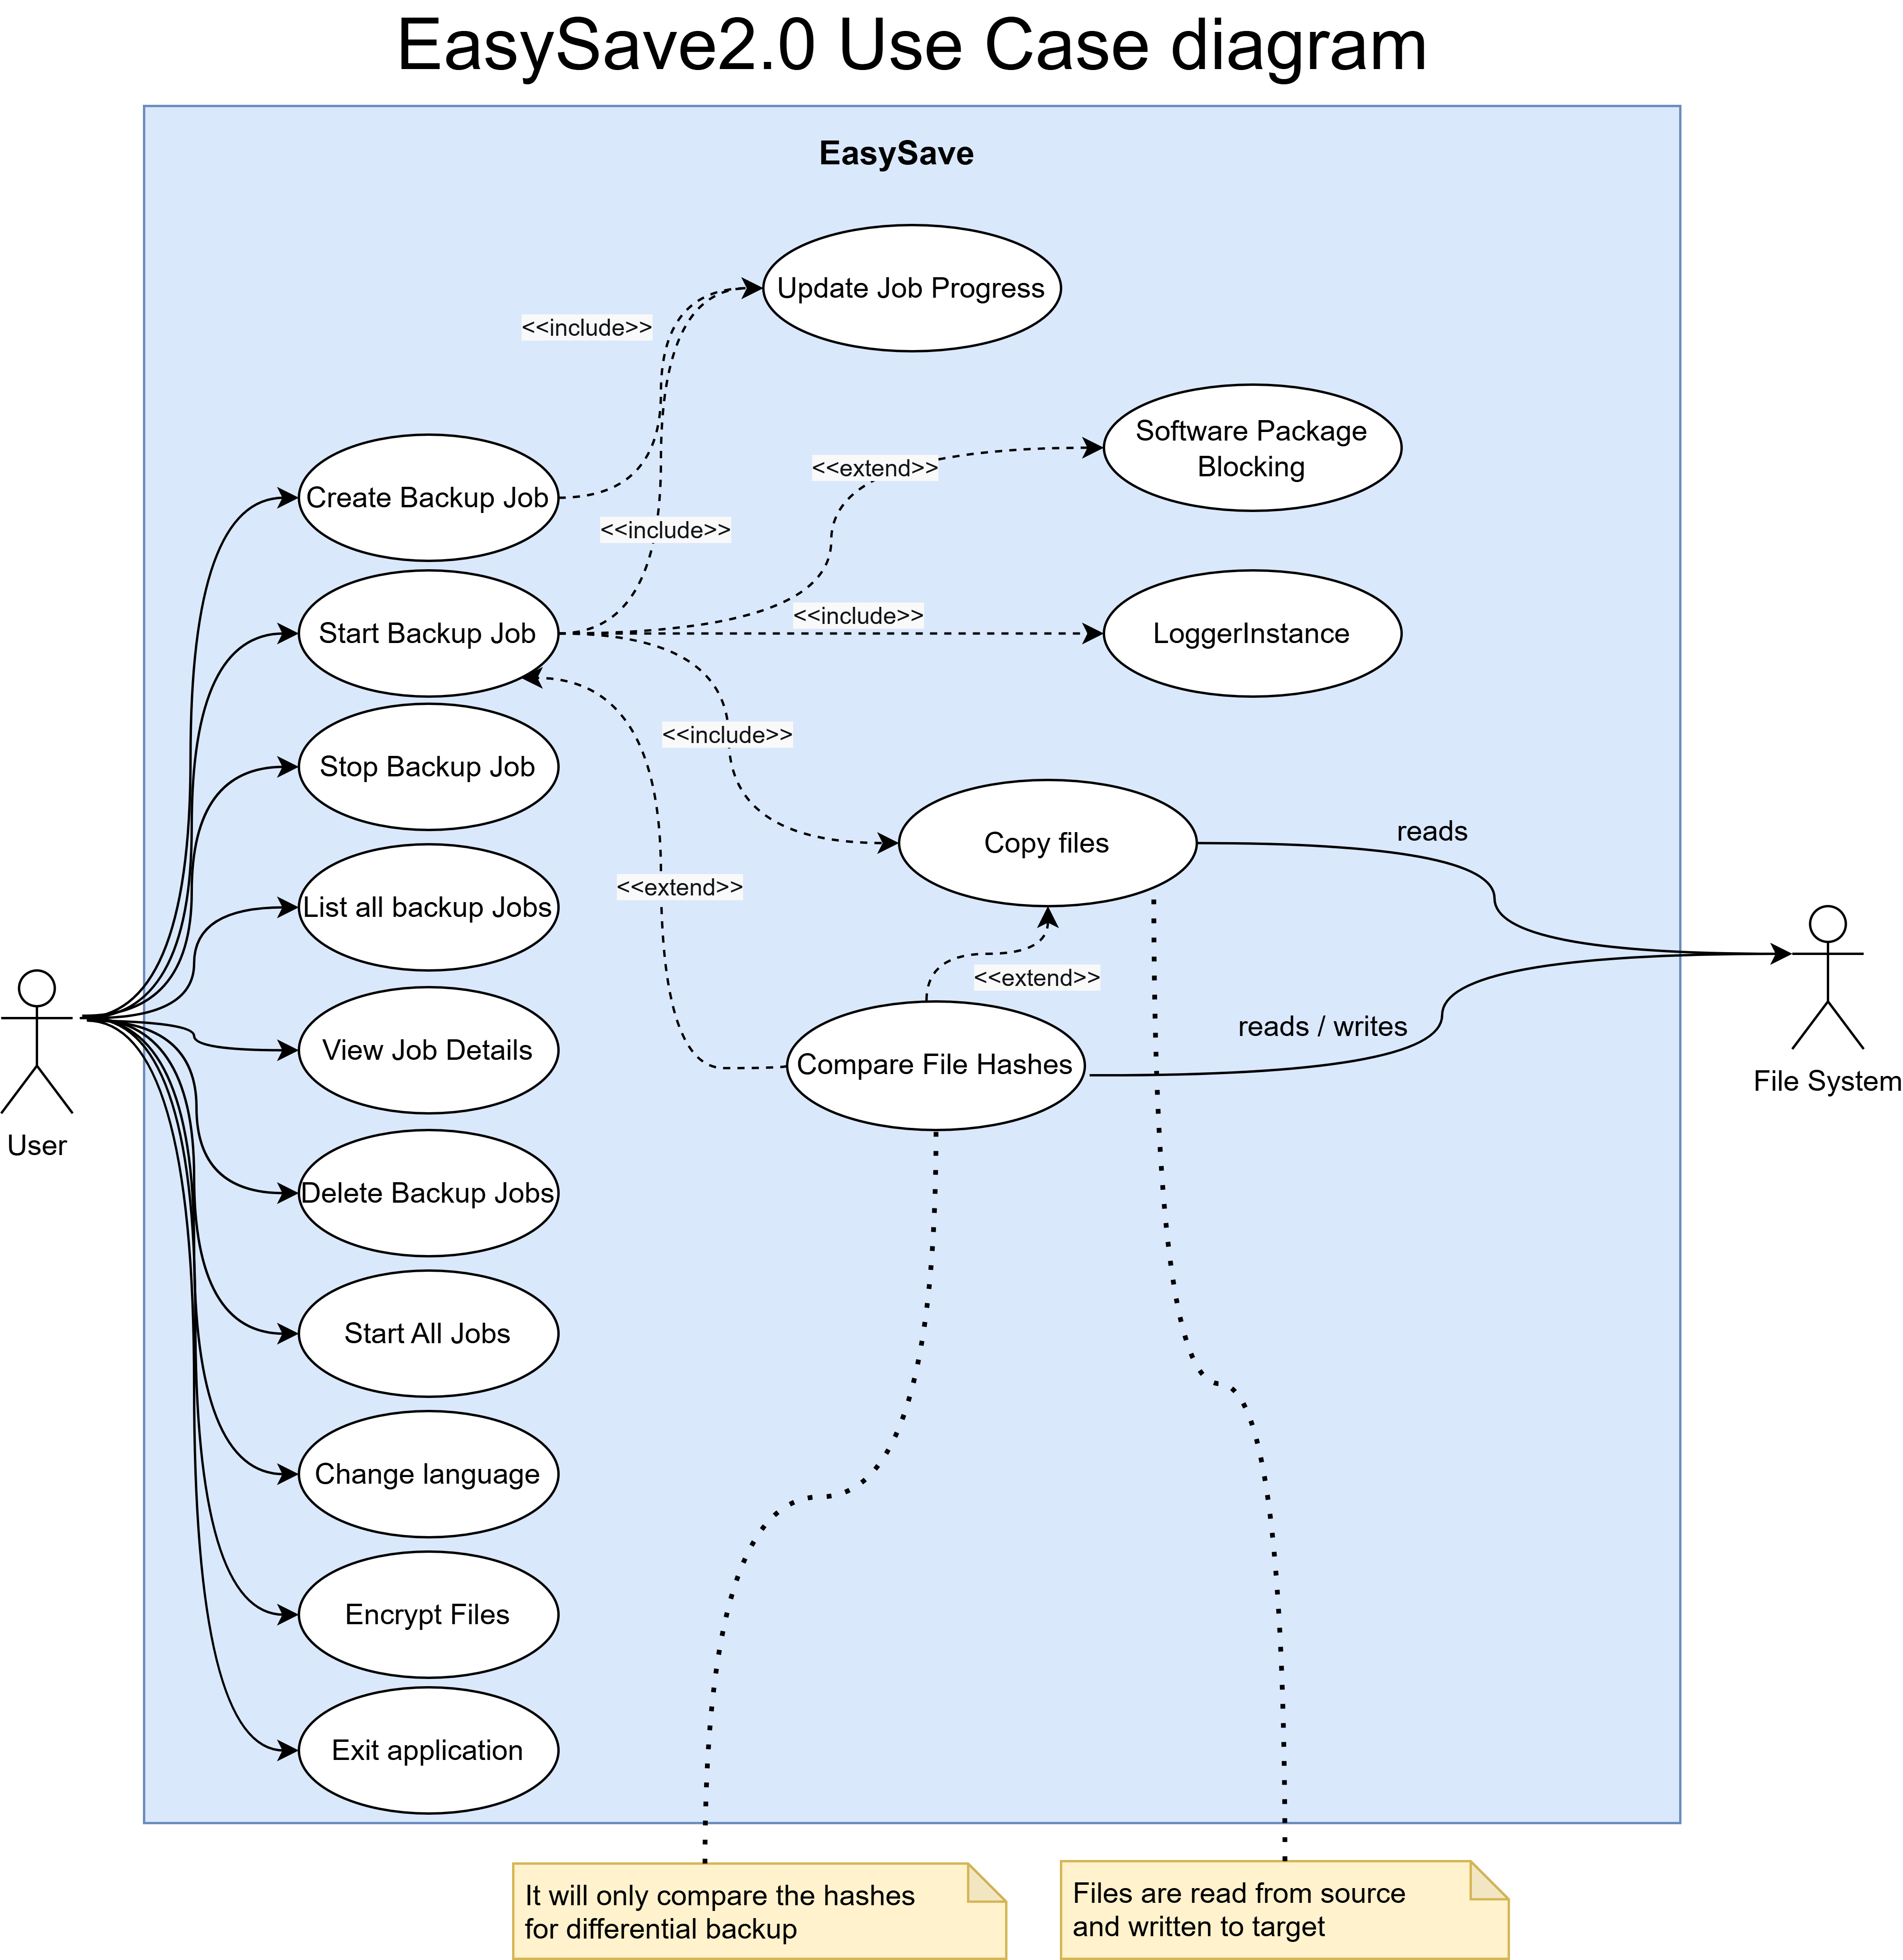 EasySave2.0 Use Case diagram
EasySave
Update Job Progress
<<include>>
Software Package
Blocking
<<extend>>
Create Backup Job
<<include>>
<<include>>
Start Backup Job
LoggerInstance
<<include>>
Stop Backup Job
Copy files
reads
<<extend>>
List all backup Jobs
<<extend>>
reads / writes
View Job Details
Compare File Hashes
File System
User
Delete Backup Jobs
Start All Jobs
Change language
Encrypt Files
Exit application
It will only compare the hashes
for differential backup
Files are read from source
and written to target